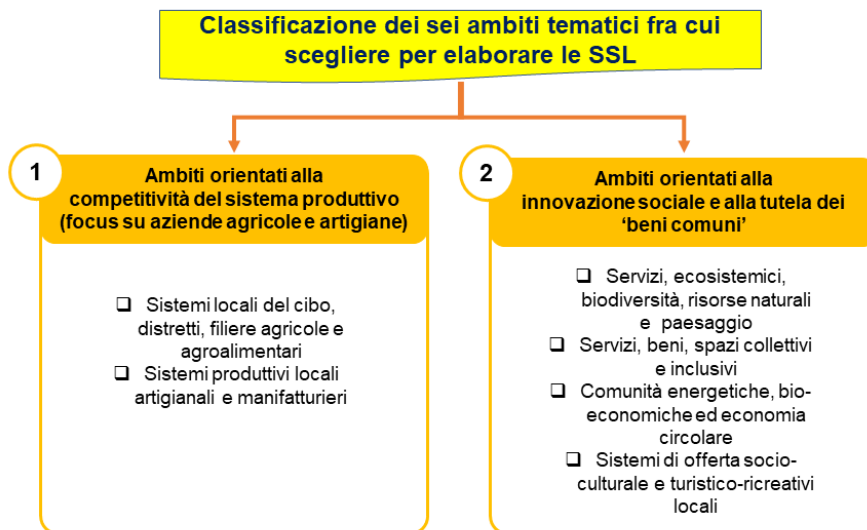 Classificazione dei sei ambiti tematici fra cui
scegliere per elaborare le SSL
1
Ambiti orientati alla
competitività del sistema produttivo
(focus su aziende agricole e artigiane)
❑ Sistemi locali del cibo,
distretti, filiere agricole e
agroalimentari
❑ Sistemi produttivi locali
artigianali e manifatturieri
2
Ambiti orientati alla
innovazione sociale e alla tutela dei
‘beni comuni’
❑ Servizi, ecosistemici,
biodiversità, risorse naturali
e paesaggio
❑ Servizi, beni, spazi collettivi
e inclusivi
❑ Comunità energetiche, bio-
economiche ed economia
circolare
❑ Sistemi di offerta socio-
culturale e turistico-ricreativi
locali